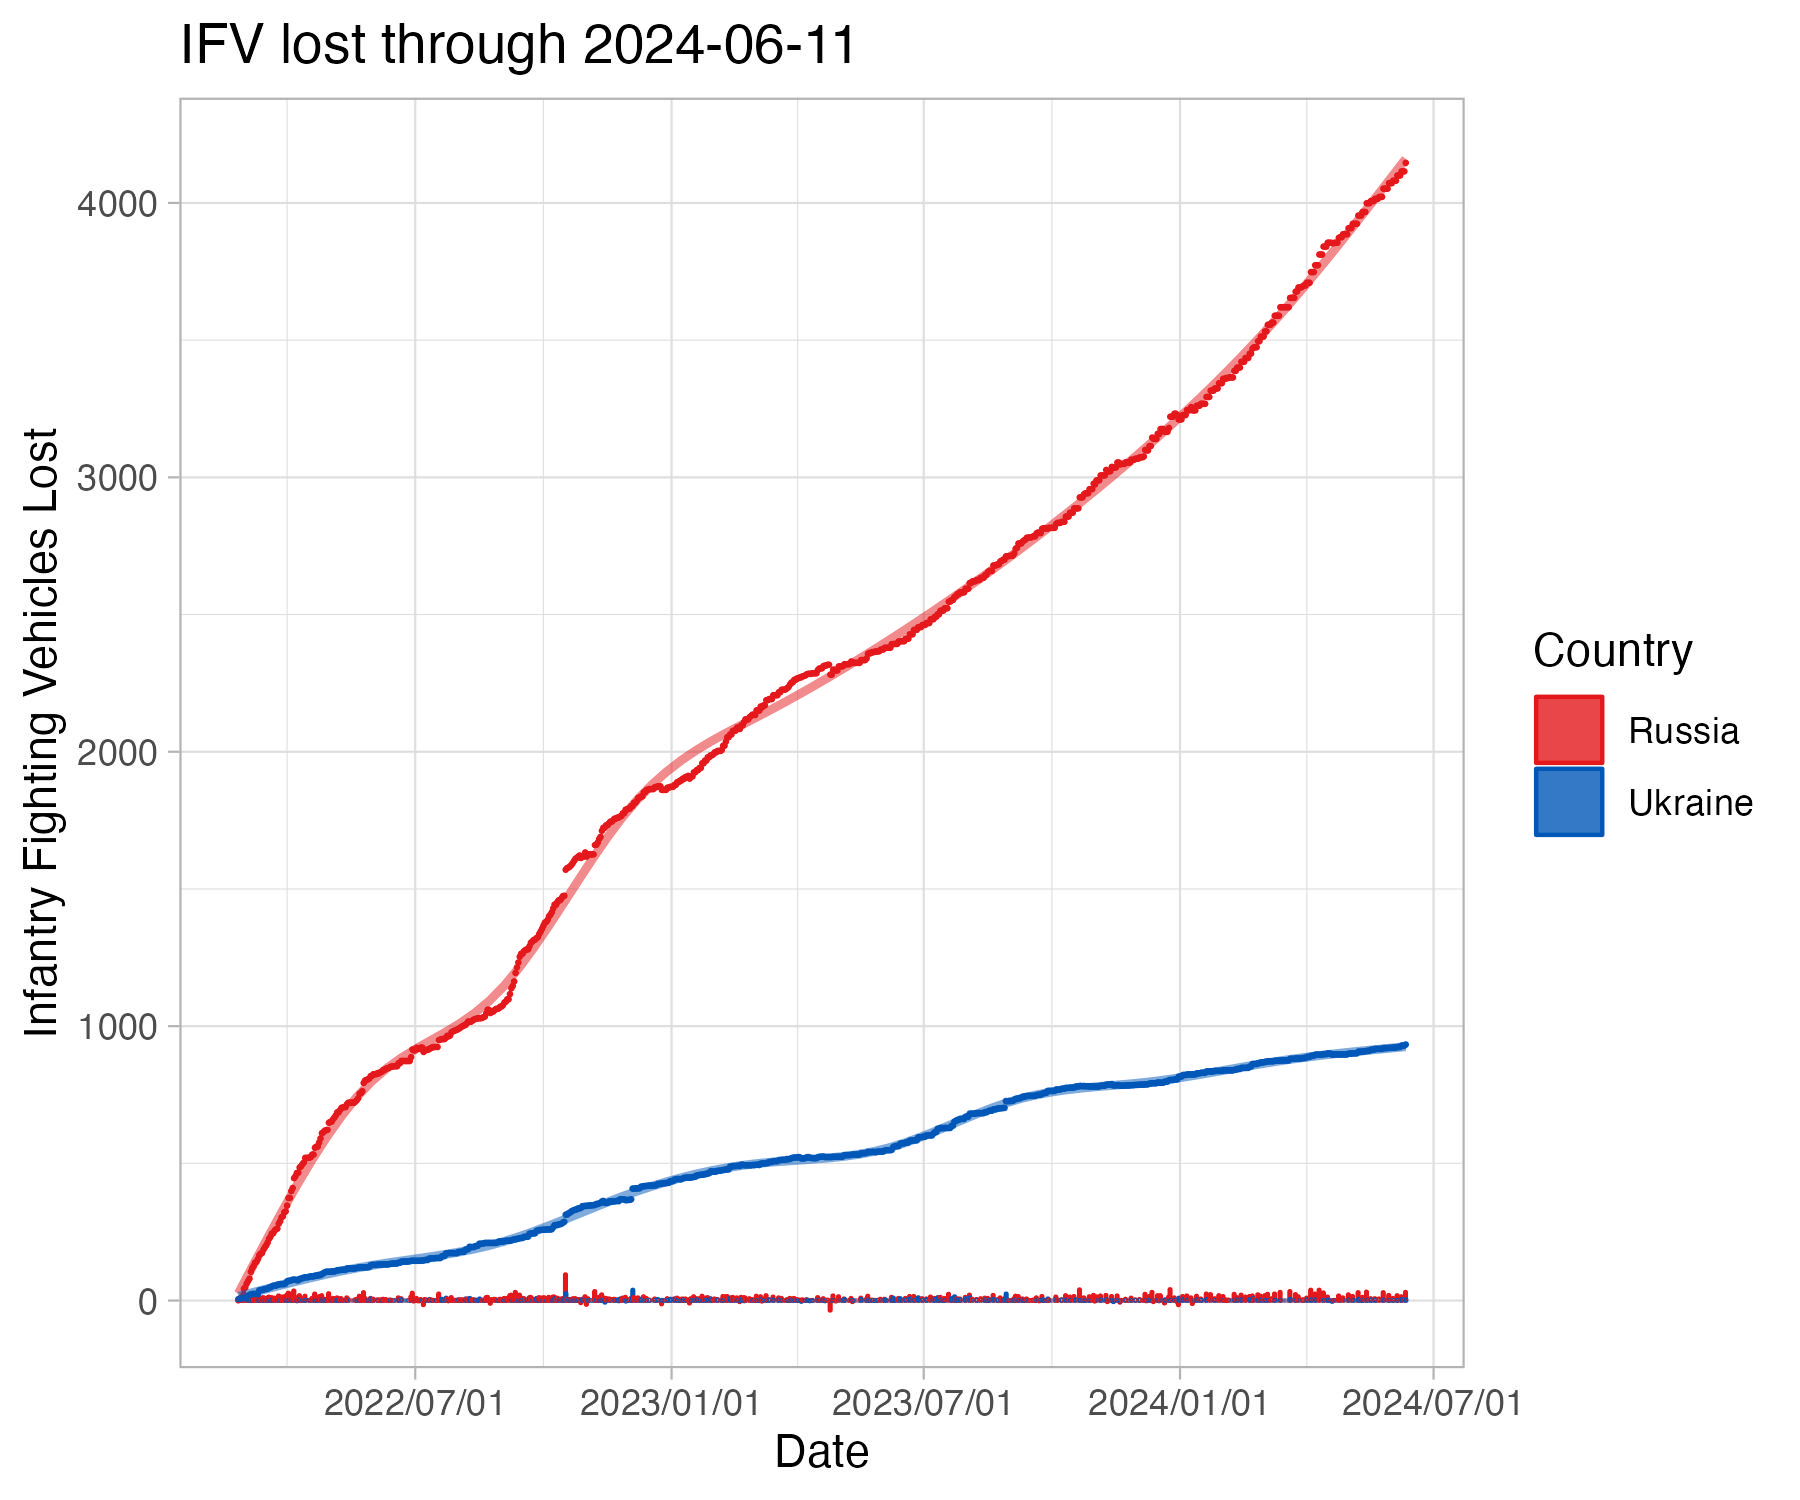 IFV lost through 2024-06-11
Infantry Fighting Vehicles Lost
4000
3000
2000
1000
0
2022/07/01
2023/01/01
2023/07/01
2024/01/01
2024/07/01
Date
Country
Russia
Ukraine